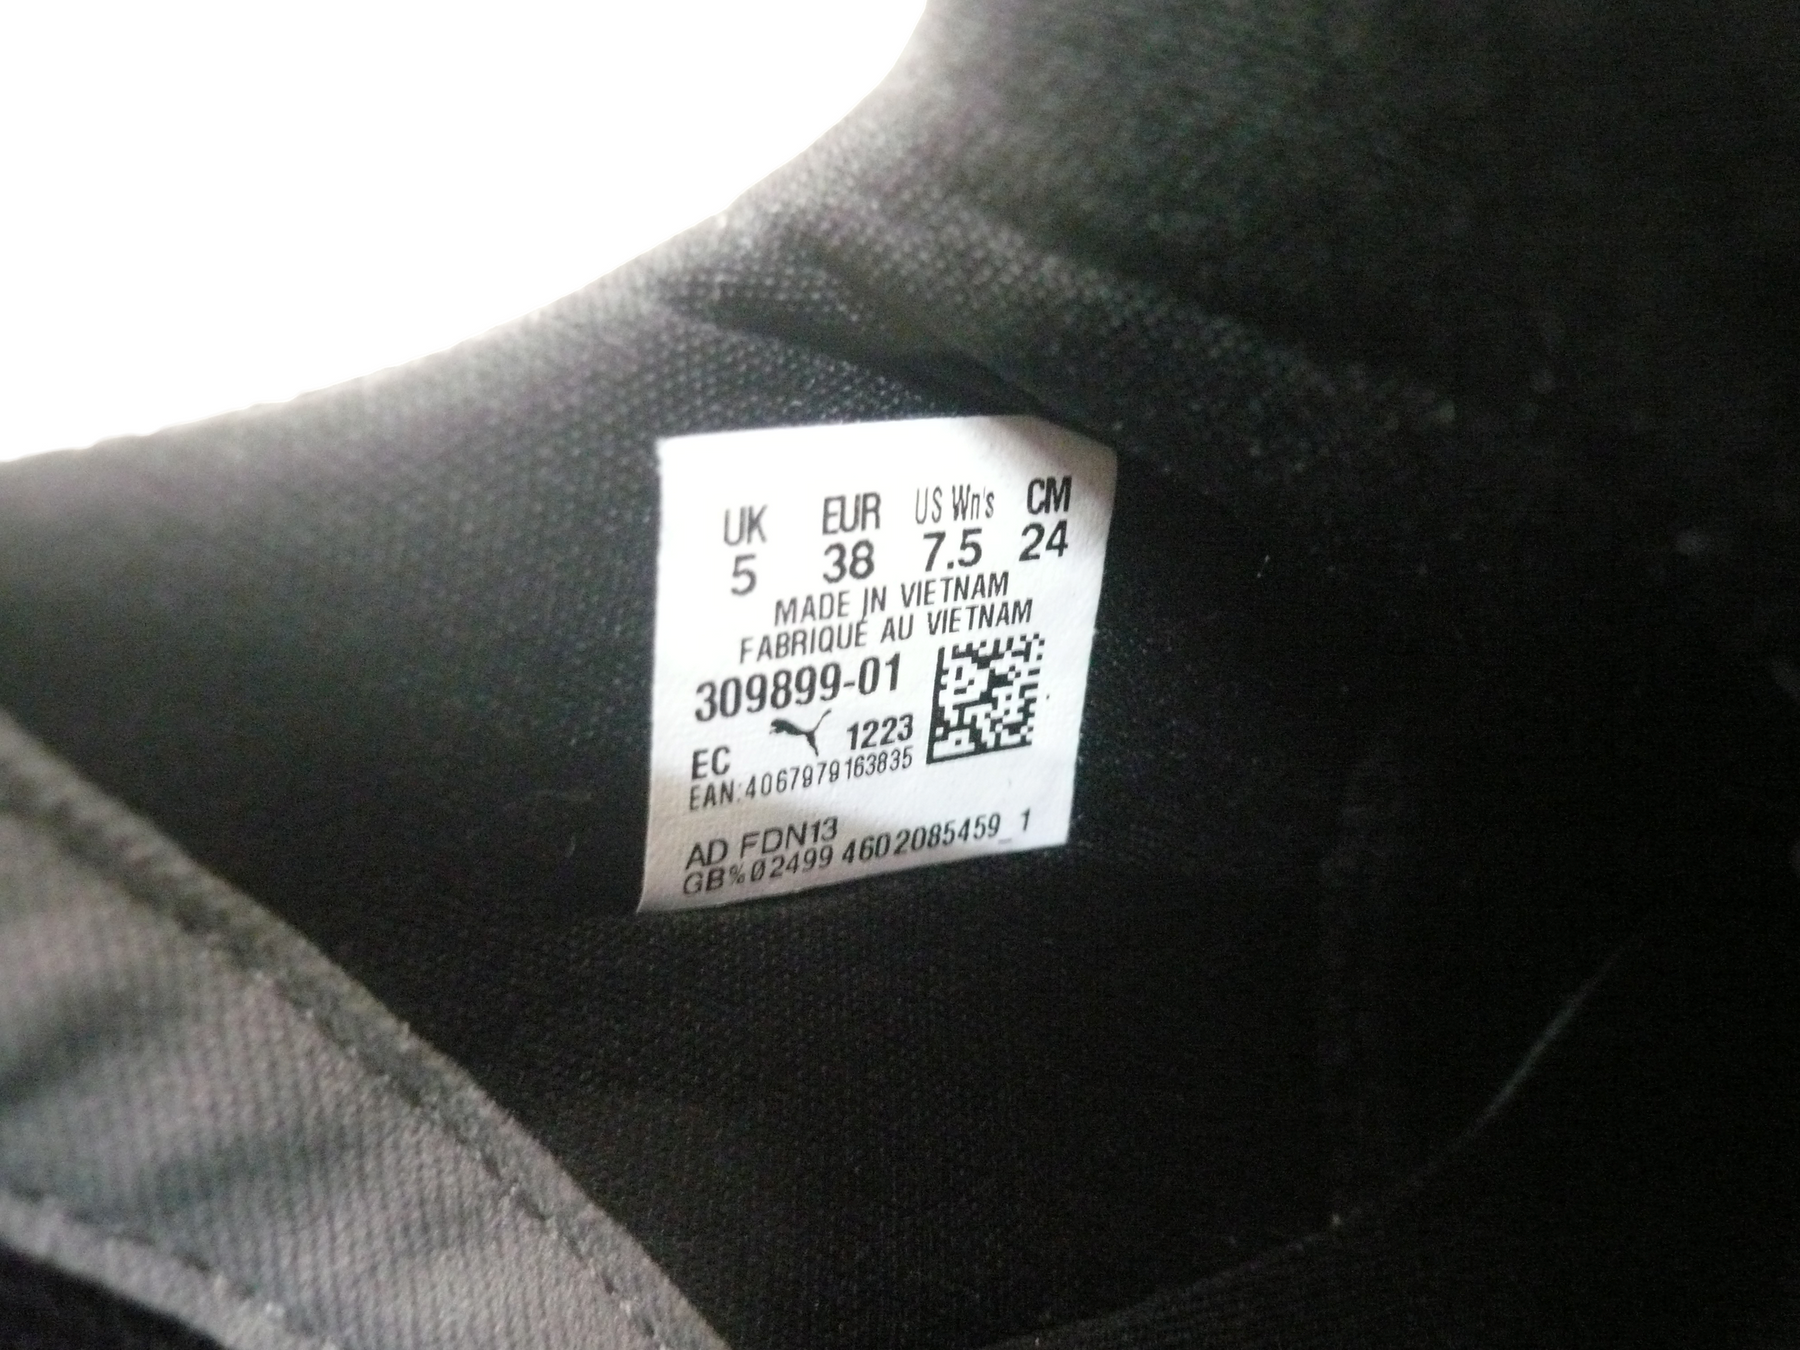 UK EUR US Wn's CM
5 38 7.5 24
MADE IN VIETNAM
FABRIQUÉ AU VIETNAM
309899-01
EC 1223
EAN:4067979163835
AD FDN13
GB%02499 4602085459_1